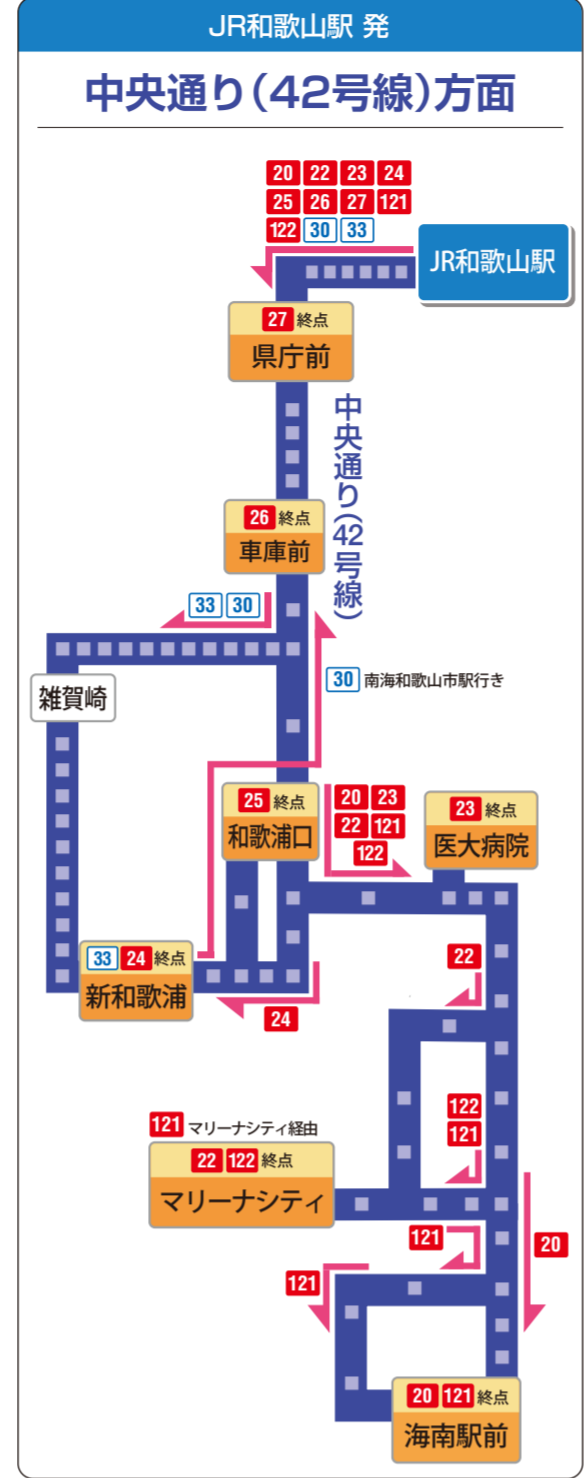 JR和歌山駅 発
中央通り(42号線)方面
20 22 23 24
25 26 27 121
122 30 33
JR和歌山駅
27 終点
県庁前
中央通り(42号線)
26 終点
車庫前
33 30
30 南海和歌山市駅行き
雑賀崎
25 終点
和歌浦口
20 23
22 121
122
23 終点
医大病院
33 24 終点
新和歌浦
24
22
122
121
121 マリーナシティ経由
22 122 終点
マリーナシティ
121
20
121
20 121 終点
海南駅前